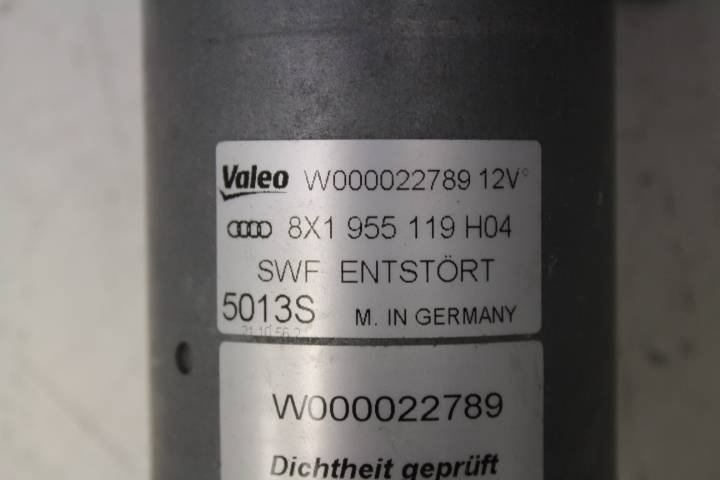 Valeo W000022789 12V
8X1 955 119 H04
SWF ENTSTÖRT
5013S M. IN GERMANY
W000022789
Dichtheit geprüft